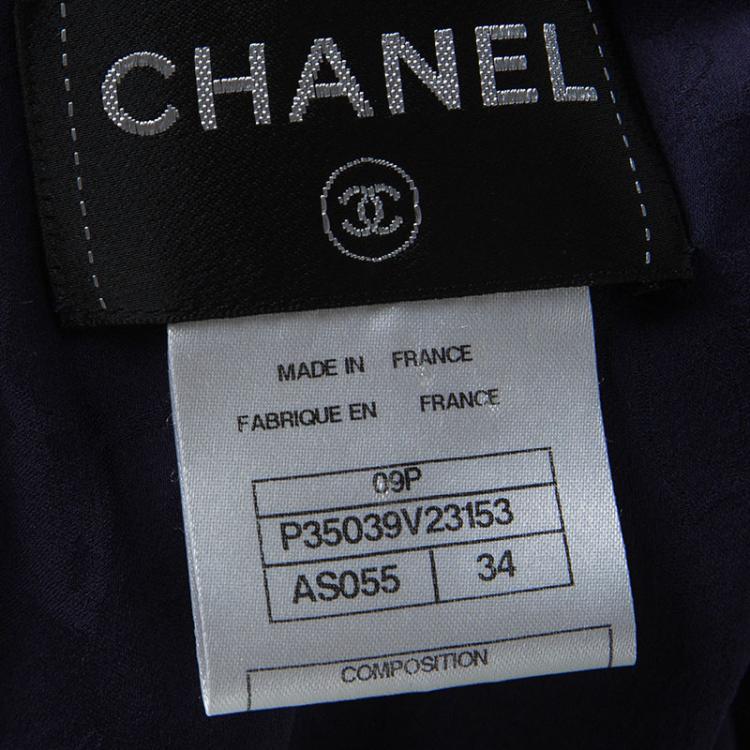 CHANEL
MADE IN FRANCE
FABRIQUE EN FRANCE
09P
P35039V23153
AS055 34
COMPOSITION